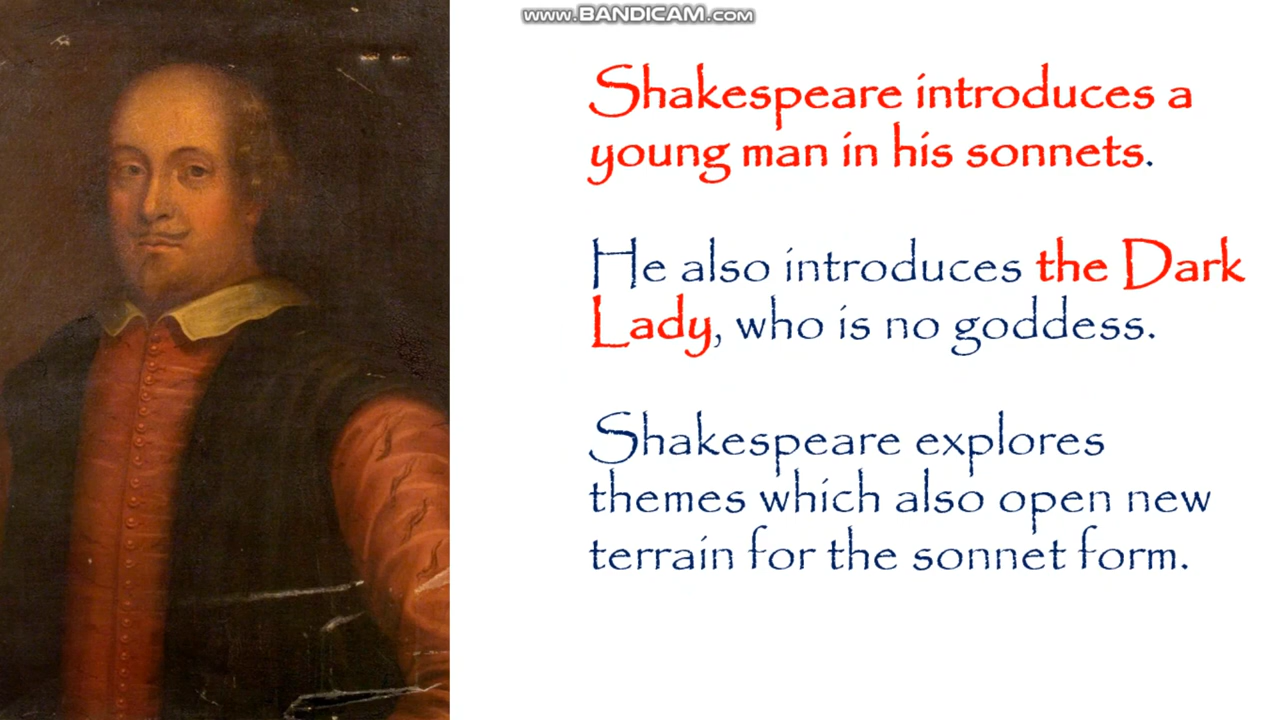 www.BANDICAM.com
Shakespeare introduces a
young man in his sonnets.
He also introduces the Dark
Lady, who is no goddess.
Shakespeare explores
themes which also open new
terrain for the sonnet form.